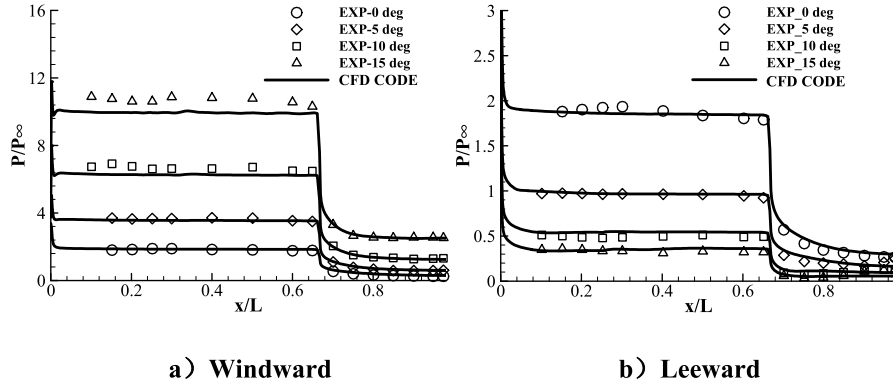 16
12
8
4
0
P/P∞
EXP-0 deg
EXP-5 deg
EXP-10 deg
EXP-15 deg
CFD CODE
0 0.2 0.4 0.6 0.8
x/L
a）Windward
3
2.5
2
1.5
1
0.5
0
P/P∞
EXP_0 deg
EXP_5 deg
EXP_10 deg
EXP_15 deg
CFD CODE
0 0.2 0.4 0.6 0.8
x/L
b）Leeward